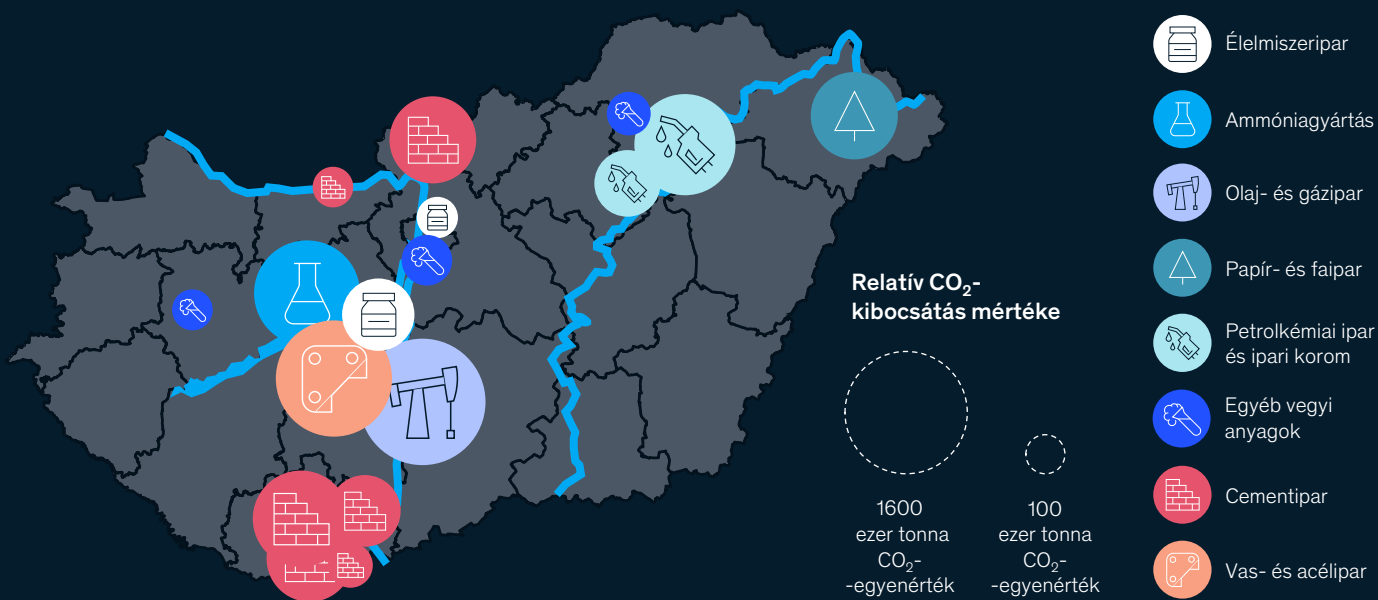 Élelmiszeripar
Ammóniagyártás
Olaj- és gázipar
Papír- és faipar
Petrolkémiai ipar
és ipari korom
Egyéb vegyi
anyagok
Cementipar
Vas- és acélipar
Relatív CO₂-
kibocsátás mértéke
1600
ezer tonna
CO₂-
-egyenérték
100
ezer tonna
CO₂-
-egyenérték